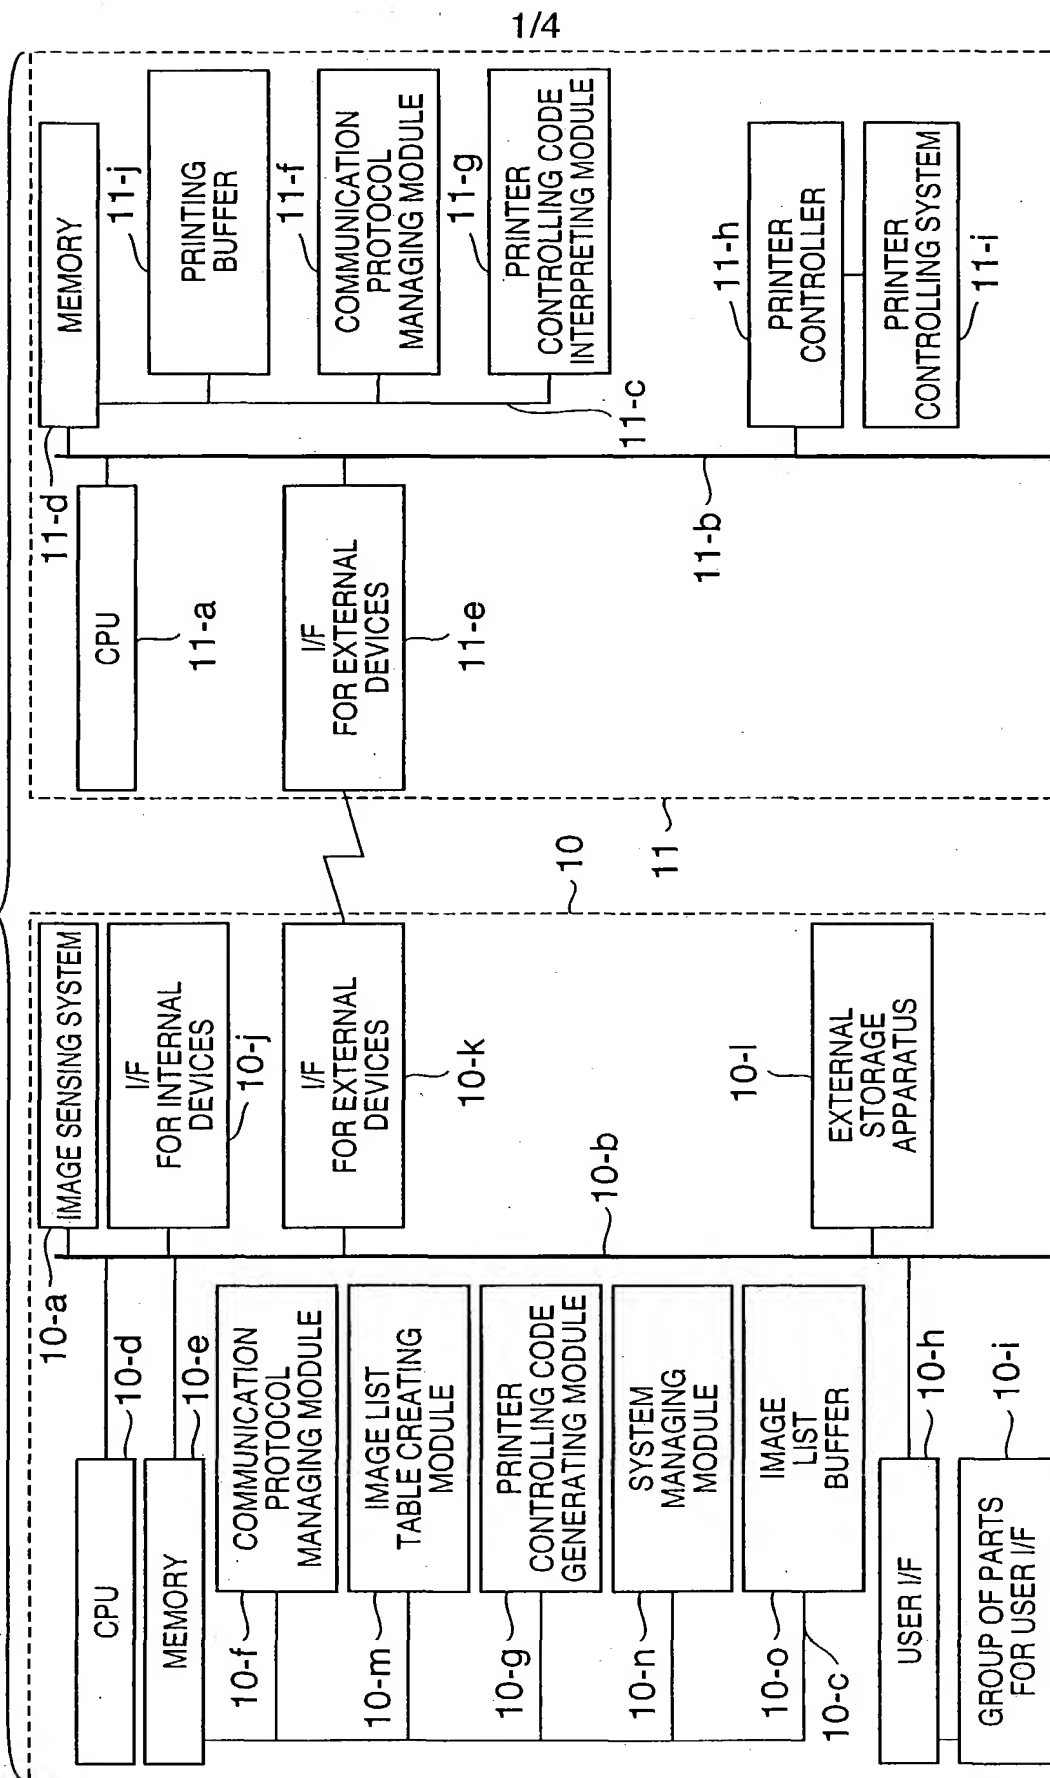 1/4
10-a
IMAGE SENSING SYSTEM
CPU
10-d
I/F
FOR INTERNAL
DEVICES
10-j
MEMORY
10-e
10-f
COMMUNICATION
PROTOCOL
MANAGING MODULE
I/F
FOR EXTERNAL
DEVICES
10-k
10-m
IMAGE LIST
TABLE CREATING
MODULE
10-g
PRINTER
CONTROLLING CODE
GENERATING MODULE
10-b
10
10-n
SYSTEM
MANAGING
MODULE
10-o
IMAGE
LIST
BUFFER
10-c
10-l
EXTERNAL
STORAGE
APPARATUS
USER I/F
10-h
GROUP OF PARTS
FOR USER I/F
10-i
11-d
MEMORY
CPU
11-a
11-j
PRINTING
BUFFER
I/F
FOR EXTERNAL
DEVICES
11-e
11-f
COMMUNICATION
PROTOCOL
MANAGING MODULE
11-g
PRINTER
CONTROLLING CODE
INTERPRETING MODULE
11-c
11
11-b
11-h
PRINTER
CONTROLLER
PRINTER
CONTROLLING SYSTEM
11-i